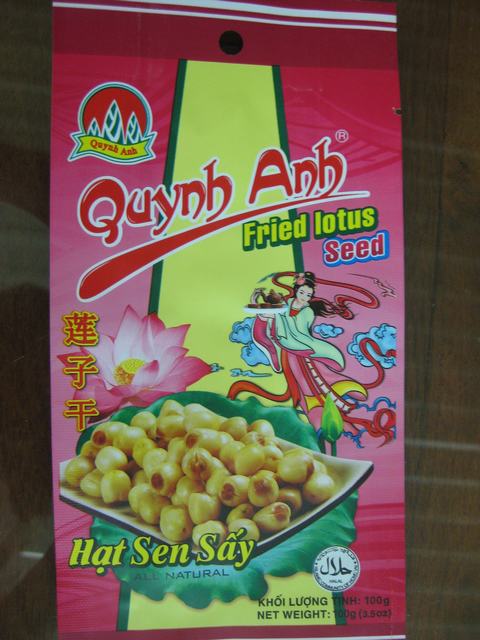 Quynh Anh
Quynh Anh ®
Fried lotus
Seed
莲
子
干
Hạt Sen Sấy
ALL NATURAL
حلال
HALAL
KHỐI LƯỢNG TỊNH: 100g
NET WEIGHT: 100g (3.5oz)